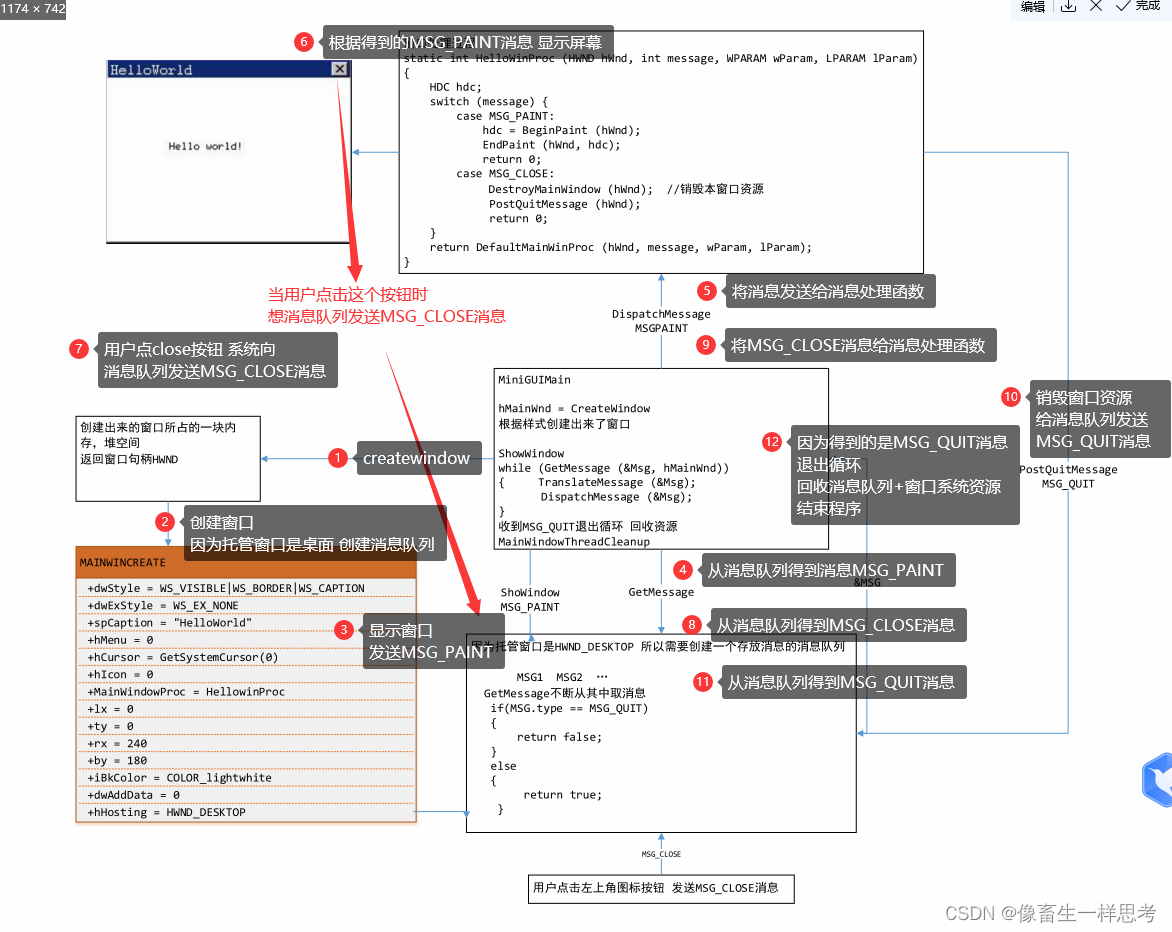 1174 × 742
编辑
完成
6 根据得到的MSG_PAINT消息 显示屏幕
HelloWorld
Hello world!
static int HelloWinProc (HWND hWnd, int message, WPARAM wParam, LPARAM lParam)
{
HDC hdc;
switch (message) {
case MSG_PAINT:
hdc = BeginPaint (hWnd);
EndPaint (hWnd, hdc);
return 0;
case MSG_CLOSE:
DestroyMainWindow (hWnd); //销毁本窗口资源
PostQuitMessage (hWnd);
return 0;
}
return DefaultMainWinProc (hWnd, message, wParam, lParam);
}
当用户点击这个按钮时
想消息队列发送MSG_CLOSE消息
5 将消息发送给消息处理函数
DispatchMessage
MSGPAINT
9 将MSG_CLOSE消息给消息处理函数
7 用户点close按钮 系统向
消息队列发送MSG_CLOSE消息
MiniGUIMain
hMainWnd = CreateWindow
根据样式创建出来了窗口
ShowWindow
while (GetMessage (&Msg, hMainWnd))
{ TranslateMessage (&Msg);
DispatchMessage (&Msg);
}
收到MSG_QUIT退出循环 回收资源
MainWindowThreadCleanup
10 销毁窗口资源
给消息队列发送
MSG_QUIT消息
PostQuitMessage
MSG_QUIT
12 因为得到的是MSG_QUIT消息
退出循环
回收消息队列+窗口系统资源
结束程序
创建出来的窗口所占的一块内
存，堆空间
返回窗口句柄HWND
1 createwindow
2 创建窗口
因为托管窗口是桌面 创建消息队列
MAINWINCREATE
+dwStyle = WS_VISIBLE|WS_BORDER|WS_CAPTION
+dwExStyle = WS_EX_NONE
+spCaption = "HelloWorld"
+hMenu = 0
+hCursor = GetSystemCursor(0)
+hIcon = 0
+MainWindowProc = HellowinProc
+lx = 0
+ty = 0
+rx = 240
+by = 180
+iBkColor = COLOR_lightwhite
+dwAddData = 0
+hHosting = HWND_DESKTOP
ShoWindow
MSG_PAINT
3 显示窗口
发送MSG_PAINT
4 从消息队列得到消息MSG_PAINT
GetMessage
&MSG
8 从消息队列得到MSG_CLOSE消息
因为托管窗口是HWND_DESKTOP 所以需要创建一个存放消息的消息队列
11 从消息队列得到MSG_QUIT消息
MSG1 MSG2 …
GetMessage不断从其中取消息
if(MSG.type == MSG_QUIT)
{
return false;
}
else
{
return true;
}
MSG_CLOSE
用户点击左上角图标按钮 发送MSG_CLOSE消息
CSDN @像畜生一样思考